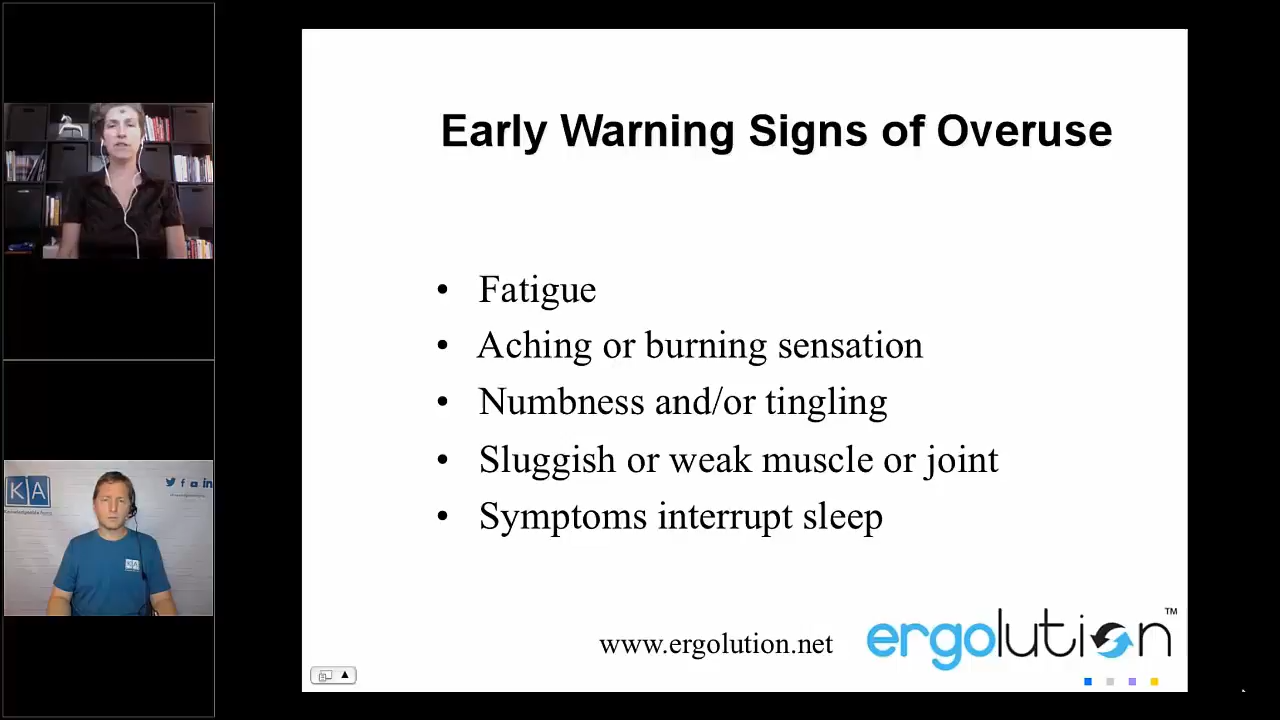 Early Warning Signs of Overuse
• Fatigue
• Aching or burning sensation
• Numbness and/or tingling
• Sluggish or weak muscle or joint
• Symptoms interrupt sleep
www.ergolution.net
ergolution™
KA
KA